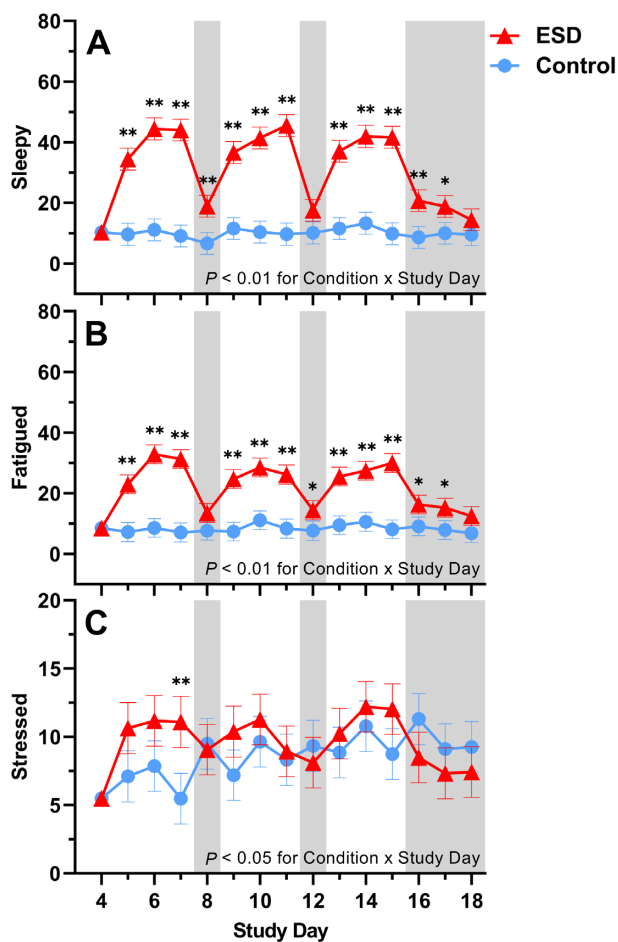 A
ESD
Control
80
60
40
20
0
Sleepy
** ** ** ** ** ** ** ** ** ** ** *
P < 0.01 for Condition x Study Day
B
80
60
40
20
0
Fatigued
** ** ** ** ** ** * ** ** ** * *
P < 0.01 for Condition x Study Day
C
20
15
10
5
0
Stressed
**
P < 0.05 for Condition x Study Day
4 6 8 10 12 14 16 18
Study Day